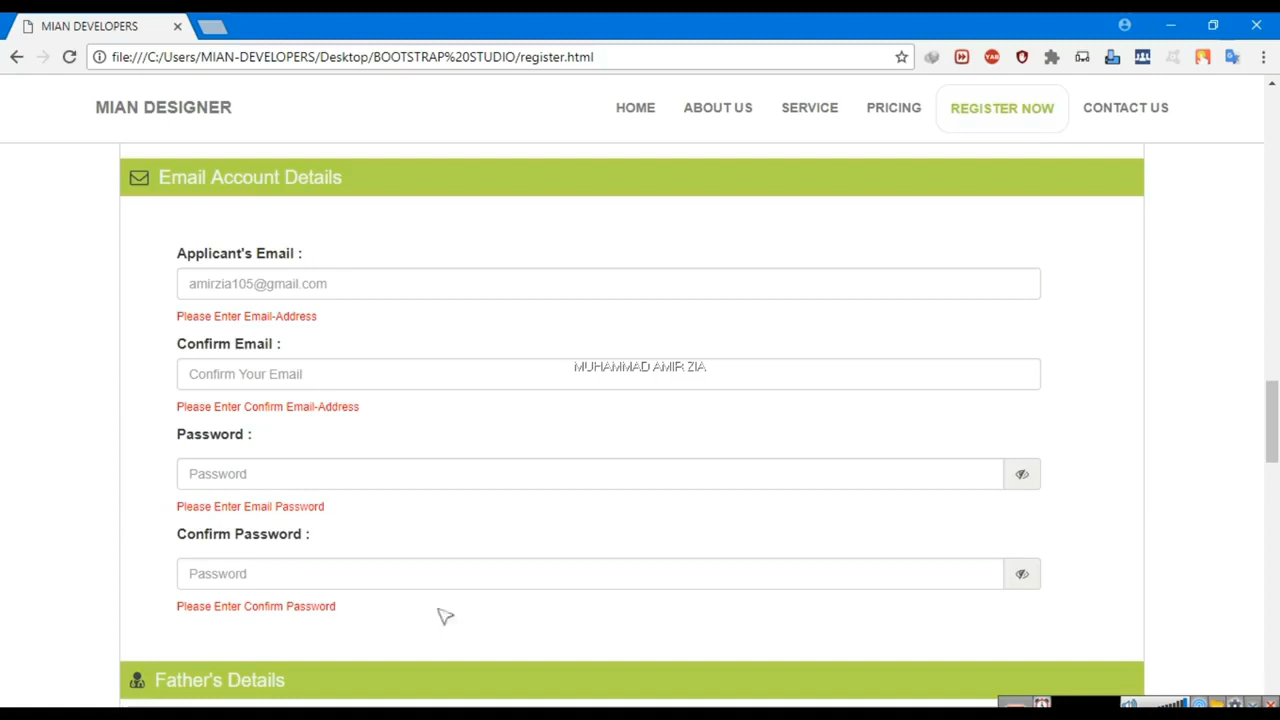 MIAN DEVELOPERS
file:///C:/Users/MIAN-DEVELOPERS/Desktop/BOOTSTRAP%20STUDIO/register.html
MIAN DESIGNER HOME ABOUT US SERVICE PRICING REGISTER NOW CONTACT US
Email Account Details
Applicant's Email :
amirzia105@gmail.com
Please Enter Email-Address
Confirm Email :
MUHAMMAD AMIR ZIA
Confirm Your Email
Please Enter Confirm Email-Address
Password :
Password
Please Enter Email Password
Confirm Password :
Password
Please Enter Confirm Password
Father's Details